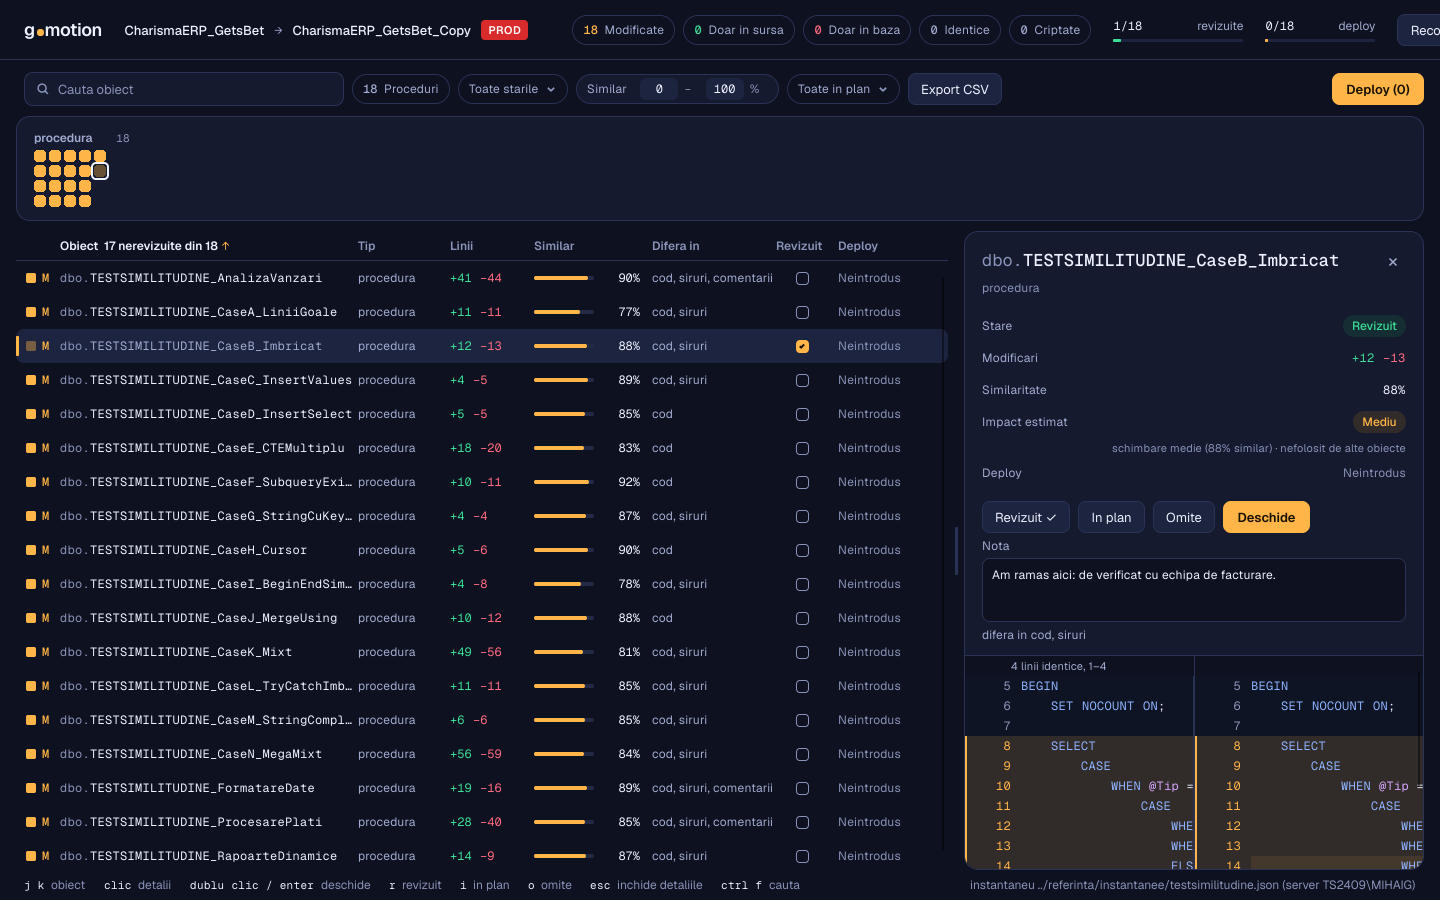 gomotion CharismaERP_GetsBet → CharismaERP_GetsBet_Copy PROD 18 Modificate 0 Doar in sursa 0 Doar in baza 0 Identice 0 Criptate 1/18 revizuite 0/18 deploy Reco
Cauta obiect 18 Proceduri Toate starile Similar 0 – 100 % Toate in plan Export CSV Deploy (0)
procedura 18
Obiect 17 nerevizuite din 18 ↑ Tip Linii Similar Difera in Revizuit Deploy
M dbo.TESTSIMILITUDINE_AnalizaVanzari procedura +41 −44 90% cod, siruri, comentarii Neintrodus
M dbo.TESTSIMILITUDINE_CaseA_LiniiGoale procedura +11 −11 77% cod, siruri Neintrodus
M dbo.TESTSIMILITUDINE_CaseB_Imbricat procedura +12 −13 88% cod, siruri Neintrodus
M dbo.TESTSIMILITUDINE_CaseC_InsertValues procedura +4 −5 89% cod, siruri Neintrodus
M dbo.TESTSIMILITUDINE_CaseD_InsertSelect procedura +5 −5 85% cod Neintrodus
M dbo.TESTSIMILITUDINE_CaseE_CTEMultiplu procedura +18 −20 83% cod Neintrodus
M dbo.TESTSIMILITUDINE_CaseF_SubqueryExi… procedura +10 −11 92% cod Neintrodus
M dbo.TESTSIMILITUDINE_CaseG_StringCuKey… procedura +4 −4 87% cod, siruri Neintrodus
M dbo.TESTSIMILITUDINE_CaseH_Cursor procedura +5 −6 90% cod Neintrodus
M dbo.TESTSIMILITUDINE_CaseI_BeginEndSim… procedura +4 −8 78% cod, siruri Neintrodus
M dbo.TESTSIMILITUDINE_CaseJ_MergeUsing procedura +10 −12 88% cod Neintrodus
M dbo.TESTSIMILITUDINE_CaseK_Mixt procedura +49 −56 81% cod, siruri Neintrodus
M dbo.TESTSIMILITUDINE_CaseL_TryCatchImb… procedura +11 −11 85% cod, siruri Neintrodus
M dbo.TESTSIMILITUDINE_CaseM_StringCompl… procedura +6 −6 85% cod, siruri Neintrodus
M dbo.TESTSIMILITUDINE_CaseN_MegaMixt procedura +56 −59 84% cod, siruri Neintrodus
M dbo.TESTSIMILITUDINE_FormatareDate procedura +19 −16 89% cod, siruri, comentarii Neintrodus
M dbo.TESTSIMILITUDINE_ProcesarePlati procedura +28 −40 85% cod, siruri, comentarii Neintrodus
M dbo.TESTSIMILITUDINE_RapoarteDinamice procedura +14 −9 87% cod, siruri Neintrodus
dbo.TESTSIMILITUDINE_CaseB_Imbricat ×
procedura
Stare Revizuit
Modificari +12 −13
Similaritate 88%
Impact estimat Mediu
schimbare medie (88% similar) · nefolosit de alte obiecte
Deploy Neintrodus
Revizuit ✓ In plan Omite Deschide
Nota
Am ramas aici: de verificat cu echipa de facturare.
difera in cod, siruri
4 linii identice, 1–4
5 BEGIN 5 BEGIN
6 SET NOCOUNT ON; 6 SET NOCOUNT ON;
7 7
8 SELECT 8 SELECT
9 CASE 9 CASE
10 WHEN @Tip = 10 WHEN @Tip =
11 CASE 11 CASE
12 WHE 12 WHE
13 WHE 13 WHE
14 ELS 14 WHE
j k obiect clic detalii dublu clic / enter deschide r revizuit i in plan o omite esc inchide detaliile ctrl f cauta
instantaneu ../referinta/instantanee/testsimilitudine.json (server TS2409\MIHAIG)